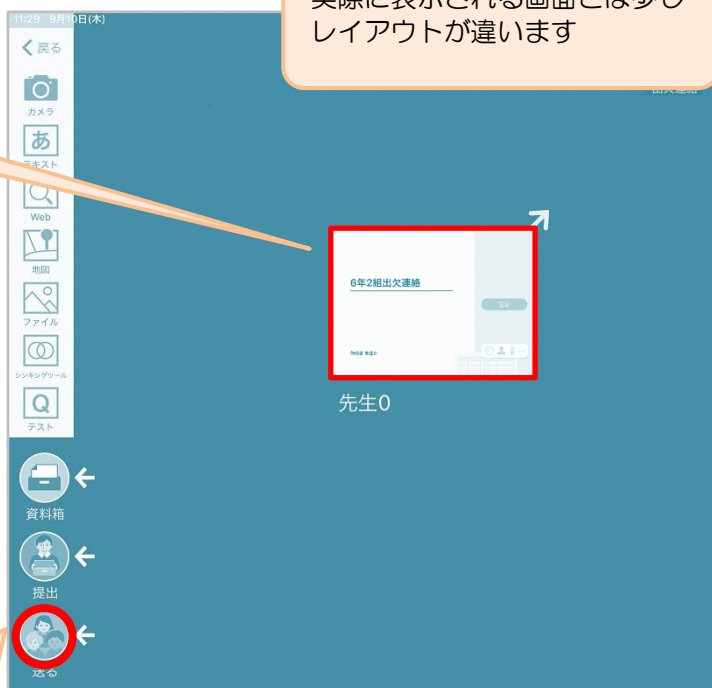 レイアウトが違います
11:29 9月10日(木)
戻る
カメラ
あ
テキスト
Web
地図
ファイル
シンキングツール
Q
テスト
6年2組出欠連絡
先生0
資料箱
提出
送る